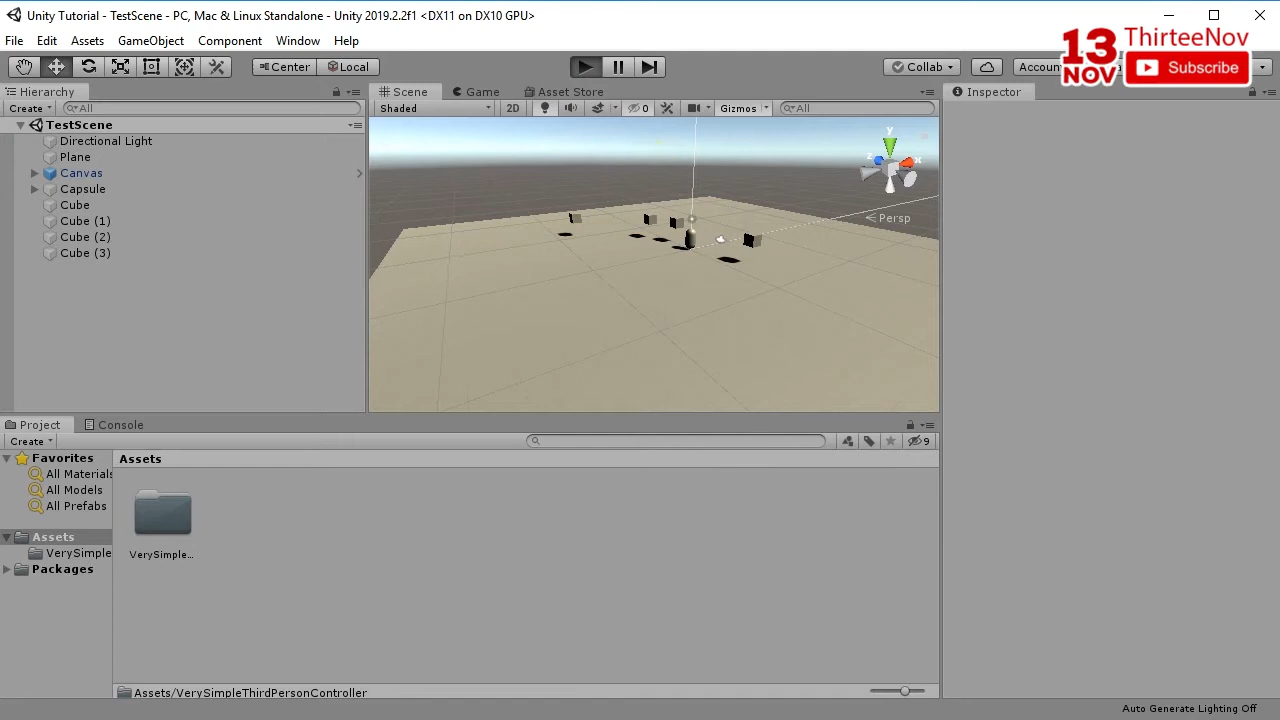 Unity Tutorial - TestScene - PC, Mac & Linux Standalone - Unity 2019.2.2f1 <DX11 on DX10 GPU>
File Edit Assets GameObject Component Window Help
13 NOV ThirteeNov
Subscribe
Center Local Collab Accoun
Hierarchy
Create All
TestScene
Directional Light
Plane
Canvas
Capsule
Cube
Cube (1)
Cube (2)
Cube (3)
Game Asset Store
Shaded 2D 0 Gizmos All
y
z x
Persp
Inspector
Project Console
Create 9
Favorites
All Materials
All Models
All Prefabs
Assets
VerySimple
Packages
Assets
VerySimple...
Assets/VerySimpleThirdPersonController
Auto Generate Lighting Off